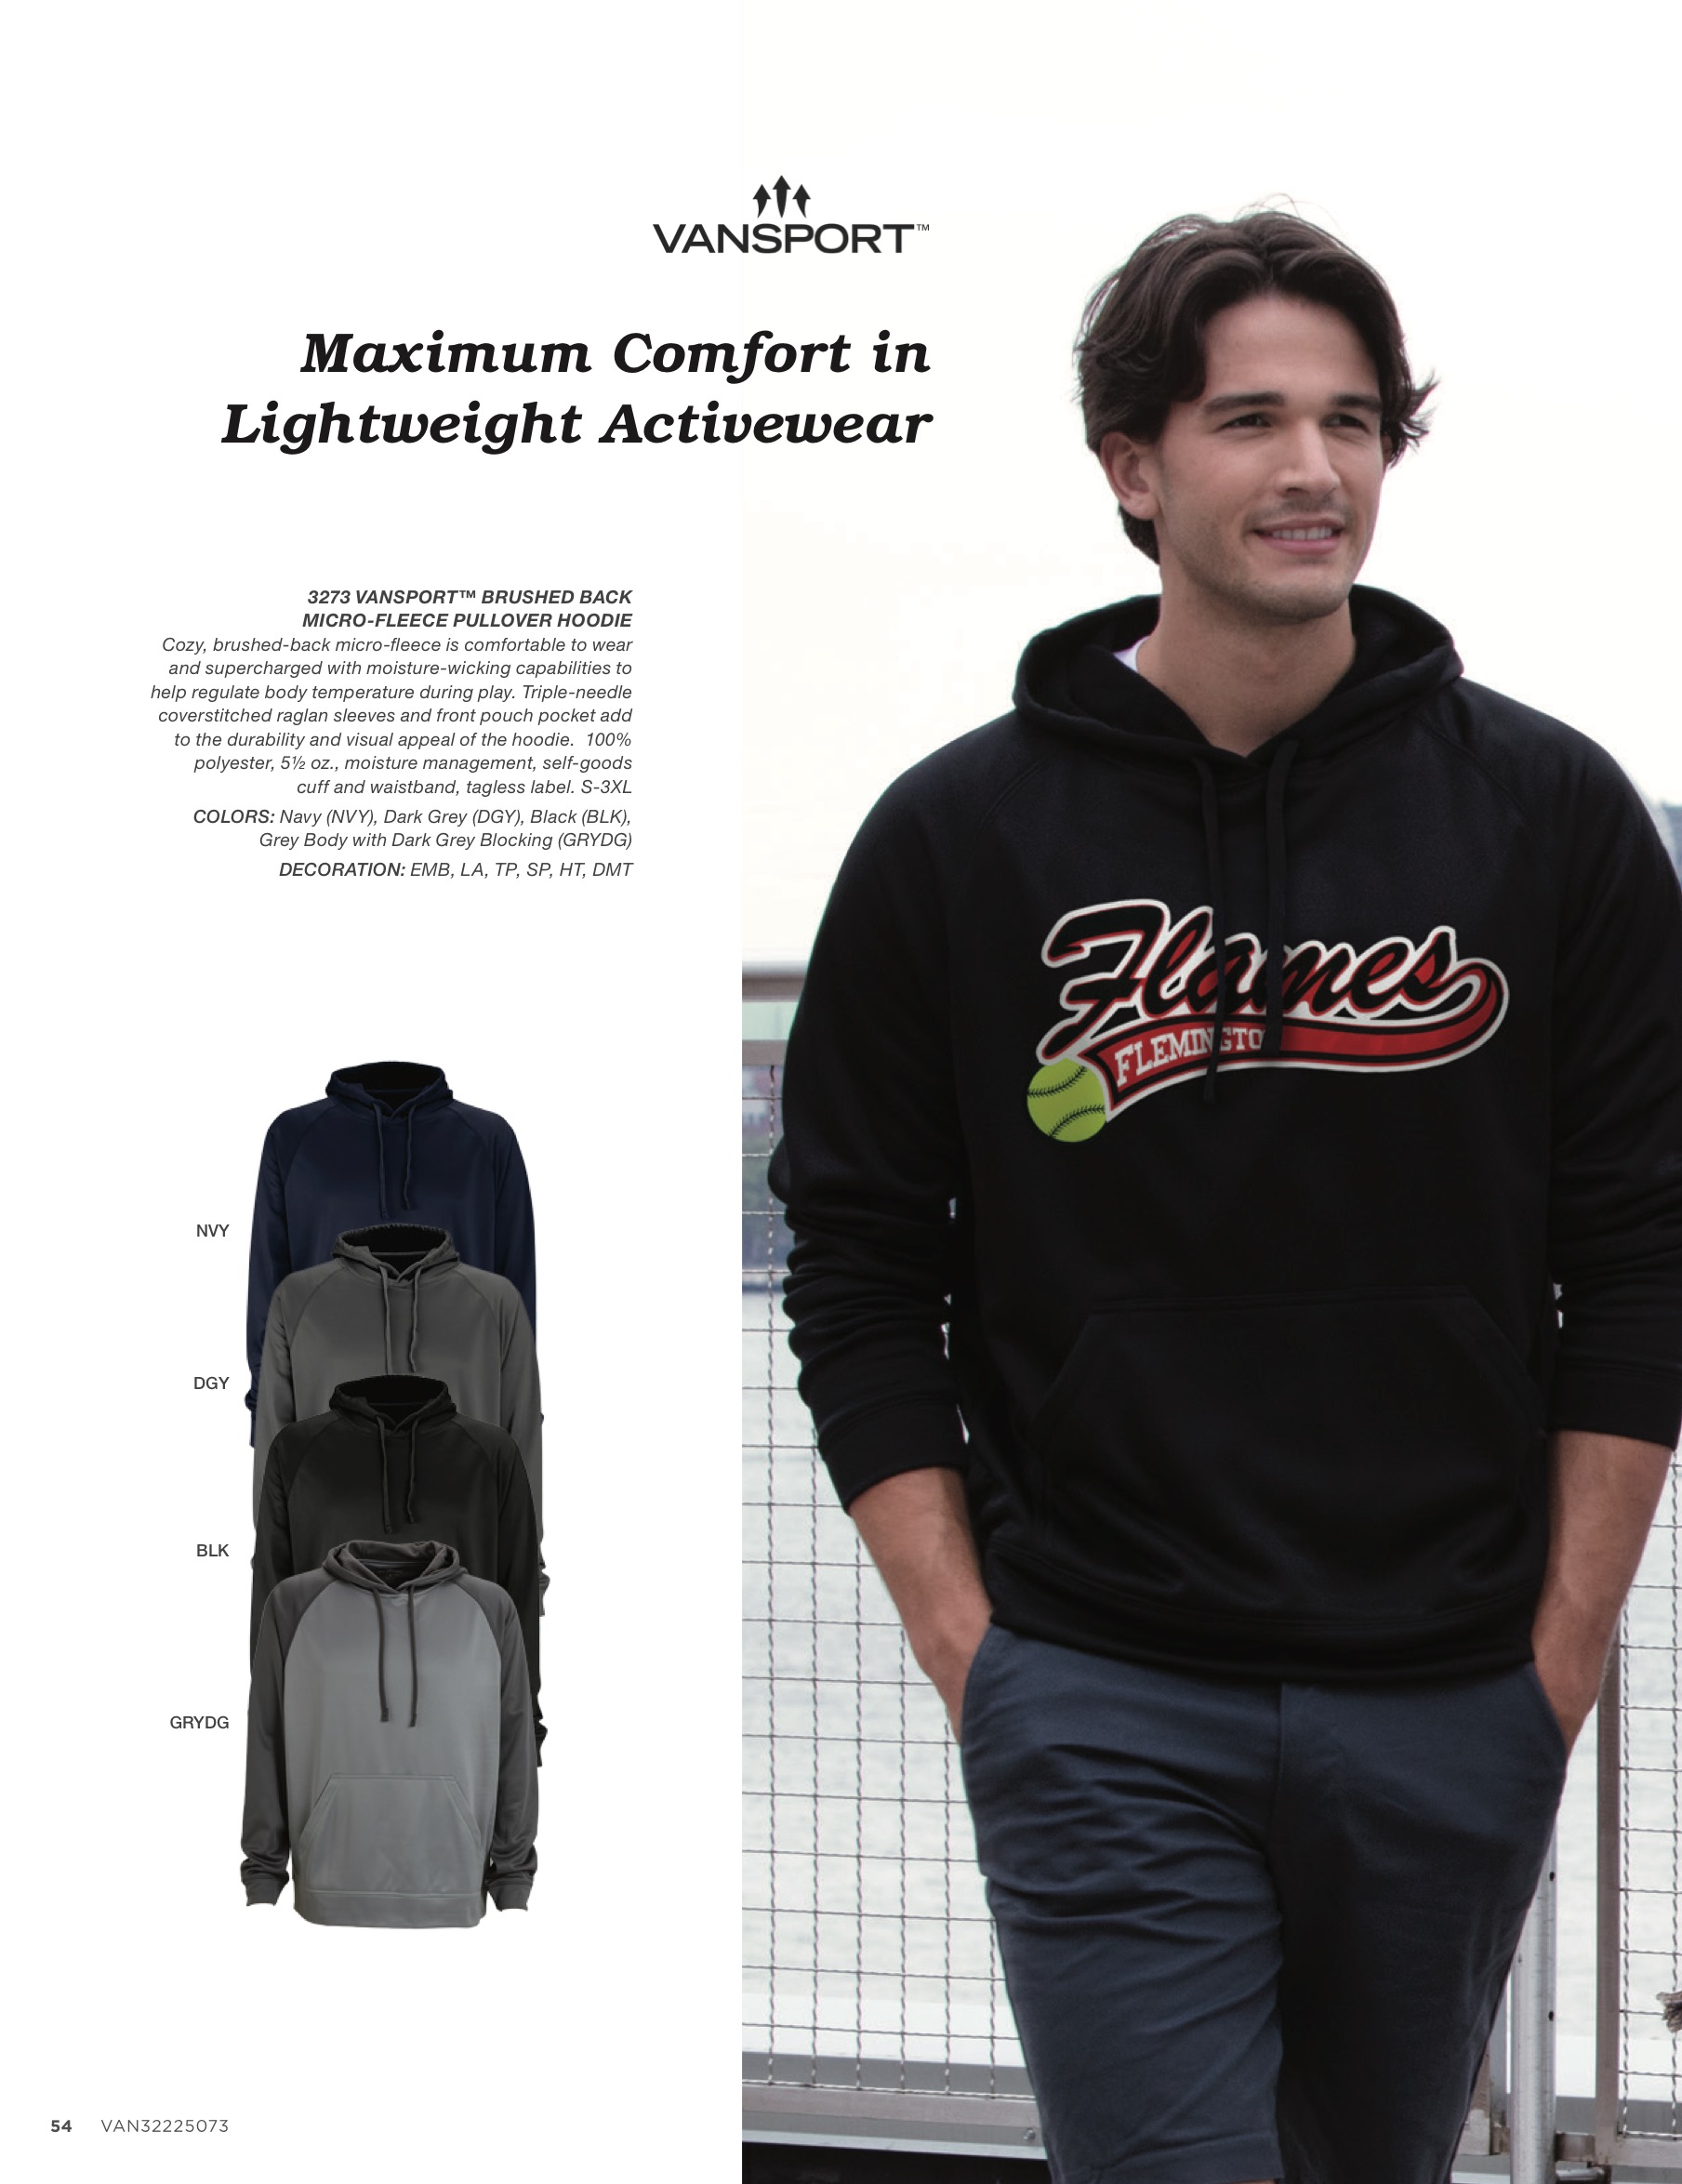 VANSPORT™
Maximum Comfort in
Lightweight Activewear
3273 VANSPORT™ BRUSHED BACK
MICRO-FLEECE PULLOVER HOODIE
Cozy, brushed-back micro-fleece is comfortable to wear
and supercharged with moisture-wicking capabilities to
help regulate body temperature during play. Triple-needle
coverstitched raglan sleeves and front pouch pocket add
to the durability and visual appeal of the hoodie. 100%
polyester, 5½ oz., moisture management, self-goods
cuff and waistband, tagless label. S-3XL
COLORS: Navy (NVY), Dark Grey (DGY), Black (BLK),
Grey Body with Dark Grey Blocking (GRYDG)
DECORATION: EMB, LA, TP, SP, HT, DMT
Flames
FLEMINGTO
NVY
DGY
BLK
GRYDG
54 VAN32225073